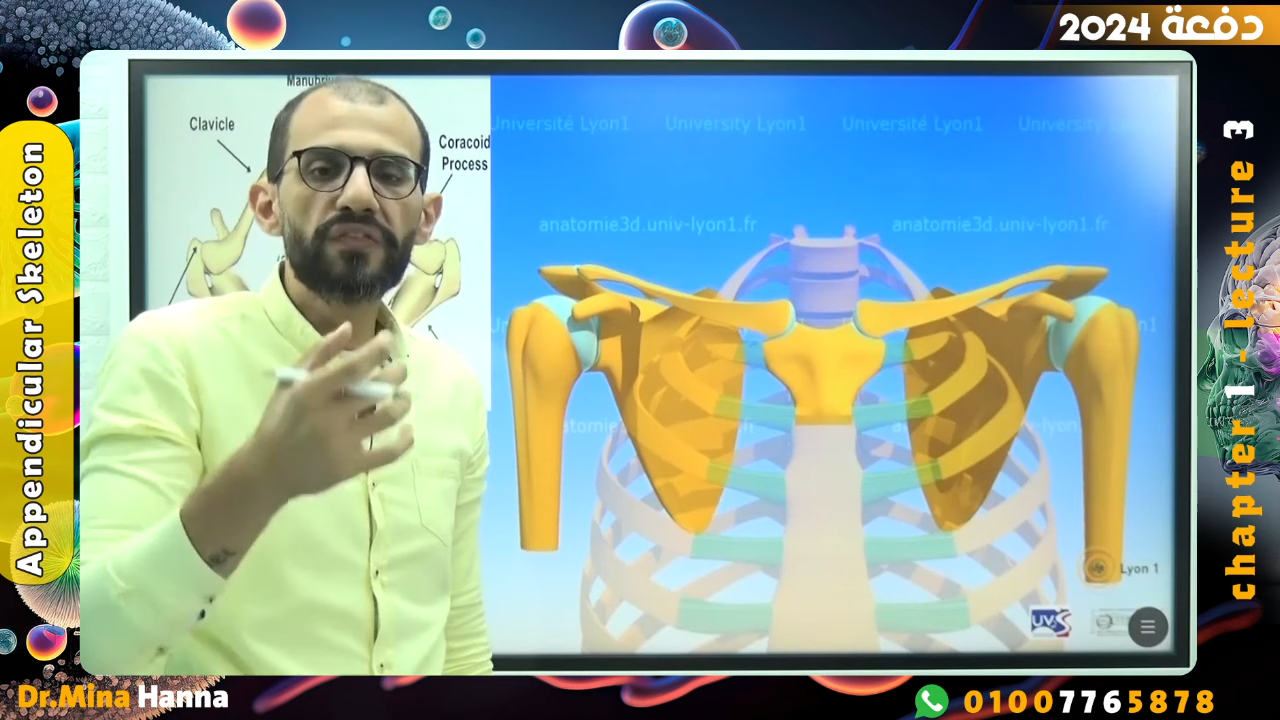 دفعة 2024
Appendicular Skeleton
chapter 1 - lecture 3
Clavicle
Coracoid
Process
Université Lyon1
University Lyon1
Université Lyon1
anatomie3d.univ-lyon1.fr
anatomie3d.univ-lyon1.fr
Lyon 1
UVS
Dr.Mina Hanna
01007765878